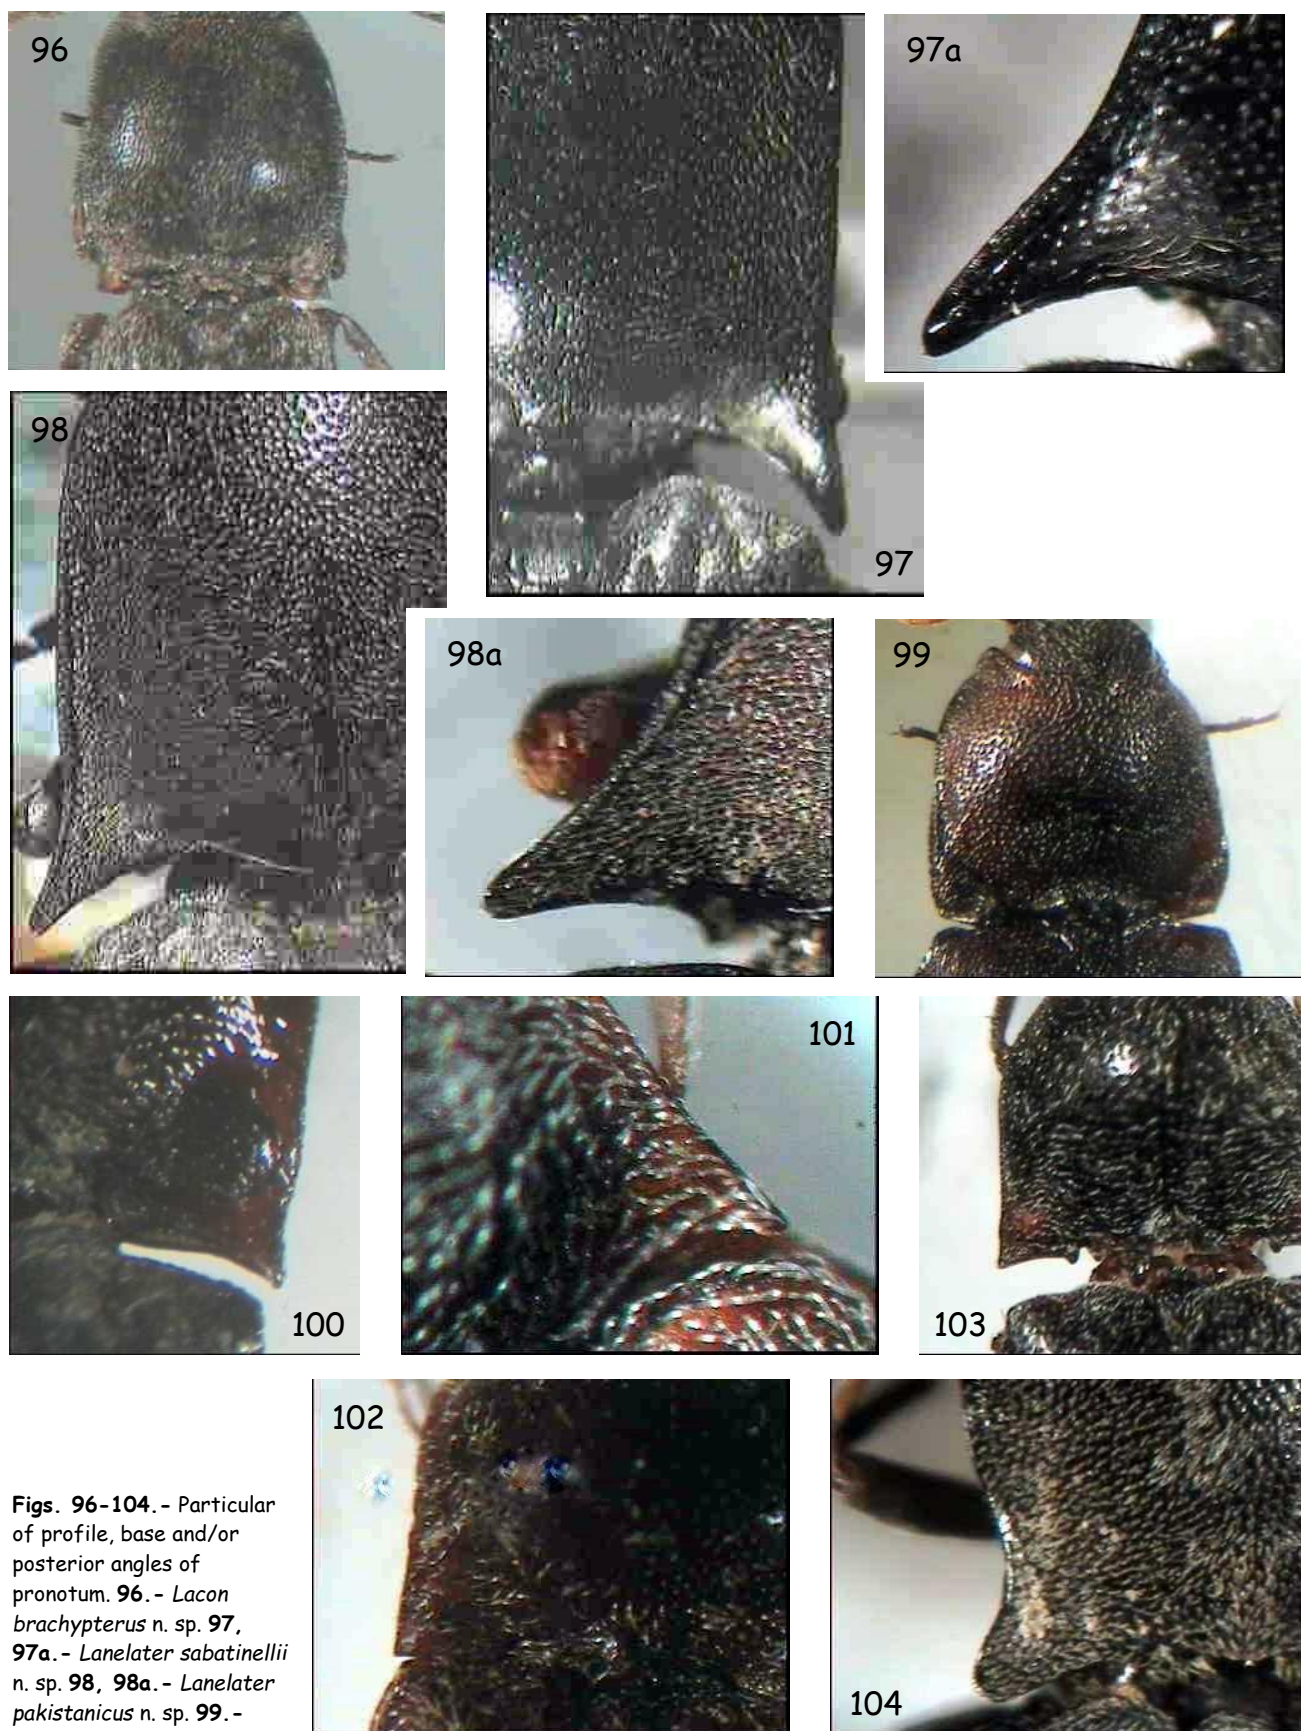 96
97a
98
97
98a
99
101
100
103
102
104
Figs. 96-104.- Particular
of profile, base and/or
posterior angles of
pronotum. 96.- Lacon
brachypterus n. sp. 97,
97a.- Lanelater sabatinellii
n. sp. 98, 98a.- Lanelater
pakistanicus n. sp. 99.-